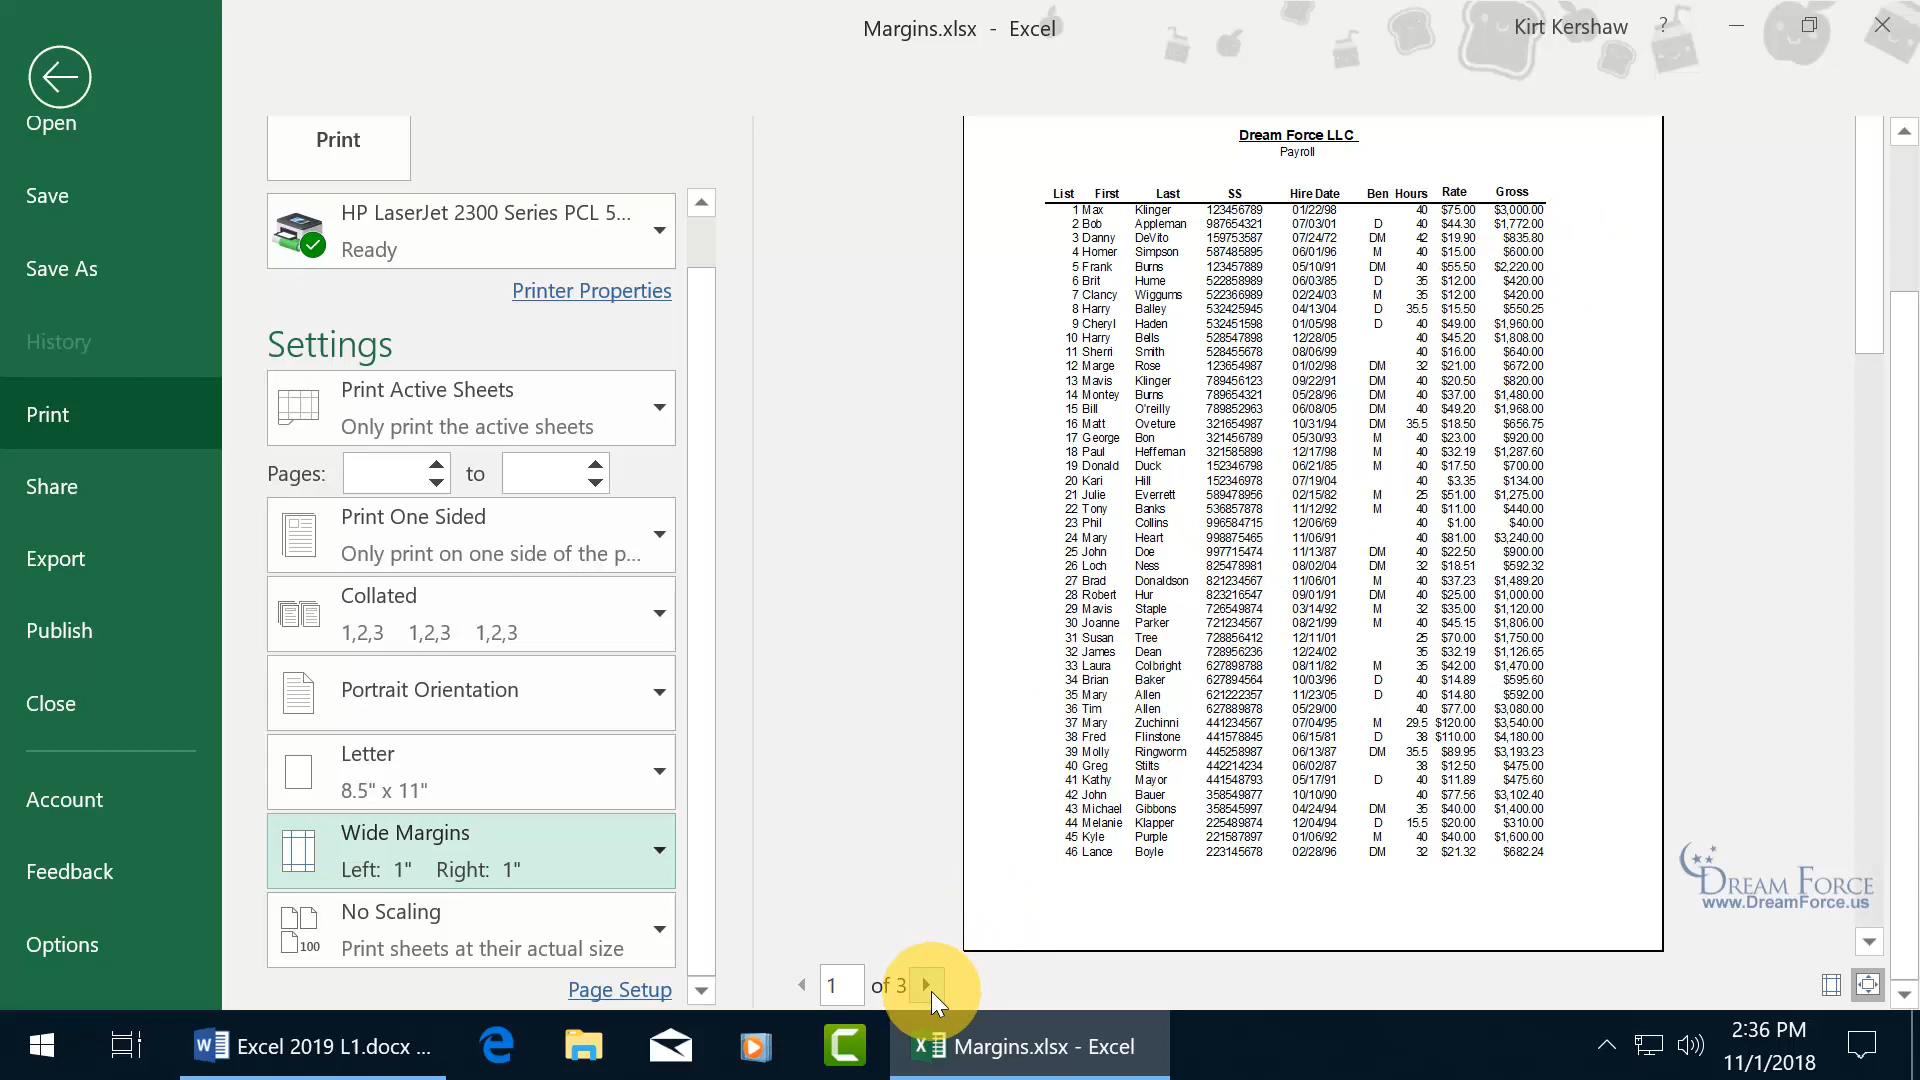 Margins.xlsx - Excel
Kirt Kershaw ?
Open
Save
Save As
History
Print
Share
Export
Publish
Close
Account
Feedback
Options
Print
HP LaserJet 2300 Series PCL 5...
Ready
Printer Properties
Settings
Print Active Sheets
Only print the active sheets
Pages: to
Print One Sided
Only print on one side of the p...
Collated
1,2,3 1,2,3 1,2,3
Portrait Orientation
Letter
8.5" x 11"
Wide Margins
Left: 1" Right: 1"
No Scaling
100
Print sheets at their actual size
Page Setup
Dream Force LLC
Payroll
List First Last SS Hire Date Ben Hours Rate Gross
1 Max Klinger 123456789 01/22/98 40 $75.00 $3,000.00
2 Bob Appleman 987654321 07/03/01 D 40 $44.30 $1,772.00
3 Danny DeVito 159753587 07/24/72 DM 42 $19.90 $835.80
4 Homer Simpson 587485895 06/01/96 M 40 $15.00 $600.00
5 Frank Burns 123457889 05/10/91 DM 40 $55.50 $2,220.00
6 Brit Hume 522858989 06/03/85 D 35 $12.00 $420.00
7 Clancy Wiggums 522366989 02/24/03 M 35 $12.00 $420.00
8 Harry Balley 532425945 04/13/04 D 35.5 $15.50 $550.25
9 Cheryl Haden 532451598 01/05/98 D 40 $49.00 $1,960.00
10 Harry Bells 528547898 12/28/05 40 $45.20 $1,808.00
11 Sherri Smith 528455678 08/06/99 40 $16.00 $640.00
12 Marge Rose 123654987 01/02/98 DM 32 $21.00 $672.00
13 Mavis Klinger 789456123 09/22/91 DM 40 $20.50 $820.00
14 Montey Burns 789654321 05/28/96 DM 40 $37.00 $1,480.00
15 Bill O'reilly 789852963 06/08/05 DM 40 $49.20 $1,968.00
16 Matt Oveture 321654987 10/31/94 DM 35.5 $18.50 $656.75
17 George Bon 321456789 05/30/93 M 40 $23.00 $920.00
18 Paul Heffernan 321585898 12/17/98 M 40 $32.19 $1,287.60
19 Donald Duck 152346798 06/21/85 M 40 $17.50 $700.00
20 Kari Hill 152346978 07/19/04 40 $3.35 $134.00
21 Julie Everrett 589478956 02/15/82 M 25 $51.00 $1,275.00
22 Tony Banks 536857878 11/12/92 M 40 $11.00 $440.00
23 Phil Collins 996584715 12/06/69 40 $1.00 $40.00
24 Mary Heart 998875465 11/06/91 40 $81.00 $3,240.00
25 John Doe 997715474 11/13/87 DM 40 $22.50 $900.00
26 Loch Ness 825478981 08/02/04 DM 32 $18.51 $592.32
27 Brad Donaldson 821234567 11/06/01 M 40 $37.23 $1,489.20
28 Robert Hur 823216547 09/01/91 DM 40 $25.00 $1,000.00
29 Mavis Staple 726549874 03/14/92 M 32 $35.00 $1,120.00
30 Joanne Parker 721234567 08/21/99 M 40 $45.15 $1,806.00
31 Susan Tree 728856412 12/11/01 25 $70.00 $1,750.00
32 James Dean 728956236 12/24/02 35 $32.19 $1,126.65
33 Laura Colbright 627898788 08/11/82 M 35 $42.00 $1,470.00
34 Brian Baker 627894564 10/03/96 D 40 $14.89 $595.60
35 Mary Allen 621222357 11/23/05 D 40 $14.80 $592.00
36 Tim Allen 627889878 05/29/00 40 $77.00 $3,080.00
37 Mary Zuchinni 441234567 07/04/95 M 29.5 $120.00 $3,540.00
38 Fred Flinstone 441578845 06/15/81 D 38 $110.00 $4,180.00
39 Molly Ringworm 445258987 06/13/87 DM 35.5 $89.95 $3,193.23
40 Greg Stilts 442214234 06/02/87 38 $12.50 $475.00
41 Kathy Mayor 441548793 05/17/91 D 40 $11.89 $475.60
42 John Bauer 358549877 10/10/90 40 $77.56 $3,102.40
43 Michael Gibbons 358545997 04/24/94 DM 35 $40.00 $1,400.00
44 Melanie Klapper 225489874 12/04/94 D 15.5 $20.00 $310.00
45 Kyle Purple 221587897 01/06/92 M 40 $40.00 $1,600.00
46 Lance Boyle 223145678 02/28/96 DM 32 $21.32 $682.24
DREAM FORCE
www.DreamForce.us
1 of 3
Excel 2019 L1.docx ...
Margins.xlsx - Excel
2:36 PM
11/1/2018